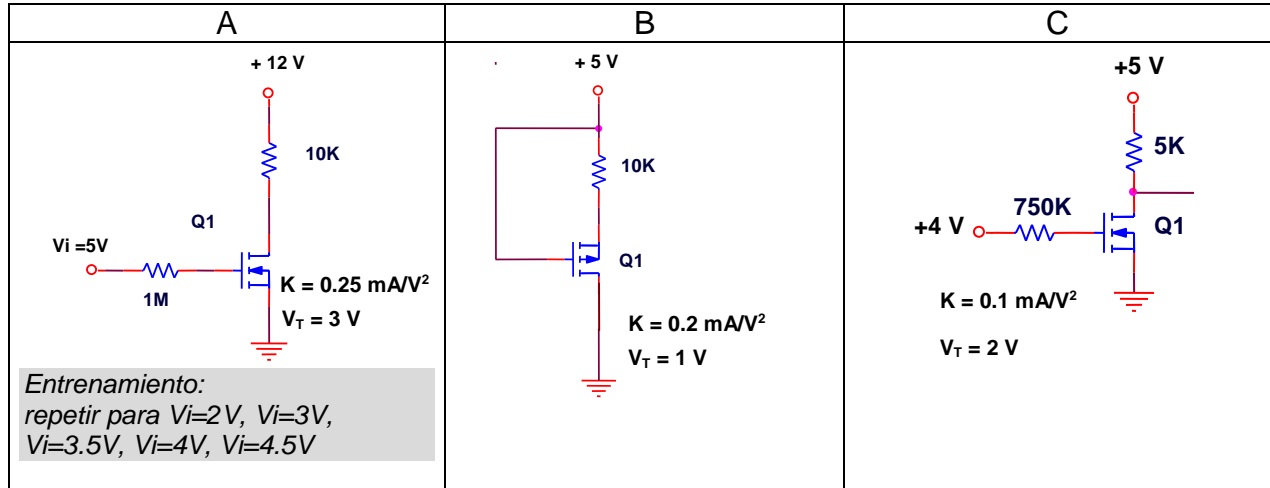 A
B
C
+ 12 V
10K
Q1
Vi =5V
1M
K = 0.25 mA/V²
V_T = 3 V
Entrenamiento:
repetir para Vi=2V, Vi=3V,
Vi=3.5V, Vi=4V, Vi=4.5V
+ 5 V
10K
Q1
K = 0.2 mA/V²
V_T = 1 V
+5 V
5K
750K
+4 V
Q1
K = 0.1 mA/V²
V_T = 2 V